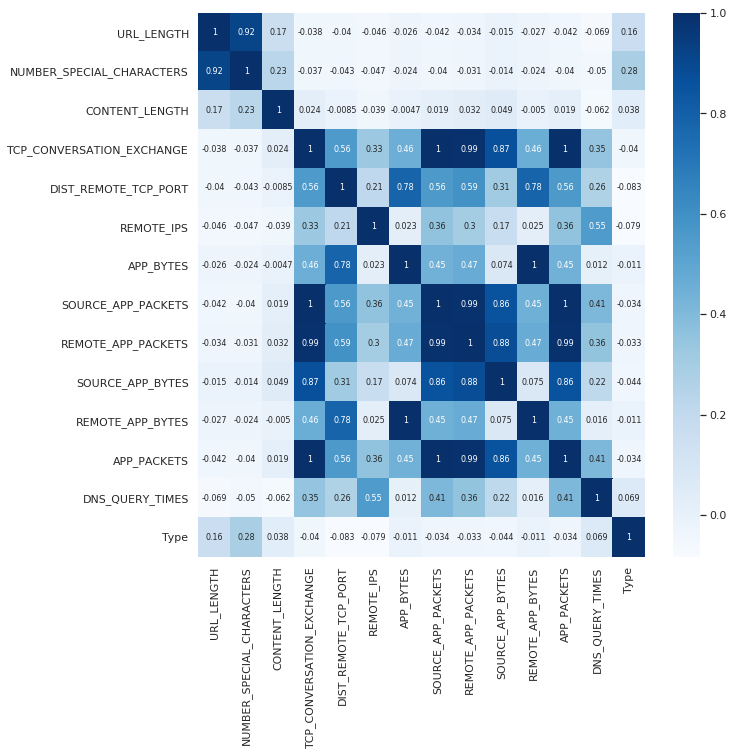 URL_LENGTH 1 0.92 0.17 -0.038 -0.04 -0.046 -0.026 -0.042 -0.034 -0.015 -0.027 -0.042 -0.069 0.16
NUMBER_SPECIAL_CHARACTERS 0.92 1 0.23 -0.037 -0.043 -0.047 -0.024 -0.04 -0.031 -0.014 -0.024 -0.04 -0.05 0.28
CONTENT_LENGTH 0.17 0.23 1 0.024 -0.0085 -0.039 -0.0047 0.019 0.032 0.049 -0.005 0.019 -0.062 0.038
TCP_CONVERSATION_EXCHANGE -0.038 -0.037 0.024 1 0.56 0.33 0.46 1 0.99 0.87 0.46 1 0.35 -0.04
DIST_REMOTE_TCP_PORT -0.04 -0.043 -0.0085 0.56 1 0.21 0.78 0.56 0.59 0.31 0.78 0.56 0.26 -0.083
REMOTE_IPS -0.046 -0.047 -0.039 0.33 0.21 1 0.023 0.36 0.3 0.17 0.025 0.36 0.55 -0.079
APP_BYTES -0.026 -0.024 -0.0047 0.46 0.78 0.023 1 0.45 0.47 0.074 1 0.45 0.012 -0.011
SOURCE_APP_PACKETS -0.042 -0.04 0.019 1 0.56 0.36 0.45 1 0.99 0.86 0.45 1 0.41 -0.034
REMOTE_APP_PACKETS -0.034 -0.031 0.032 0.99 0.59 0.3 0.47 0.99 1 0.88 0.47 0.99 0.36 -0.033
SOURCE_APP_BYTES -0.015 -0.014 0.049 0.87 0.31 0.17 0.074 0.86 0.88 1 0.075 0.86 0.22 -0.044
REMOTE_APP_BYTES -0.027 -0.024 -0.005 0.46 0.78 0.025 1 0.45 0.47 0.075 1 0.45 0.016 -0.011
APP_PACKETS -0.042 -0.04 0.019 1 0.56 0.36 0.45 1 0.99 0.86 0.45 1 0.41 -0.034
DNS_QUERY_TIMES -0.069 -0.05 -0.062 0.35 0.26 0.55 0.012 0.41 0.36 0.22 0.016 0.41 1 0.069
Type 0.16 0.28 0.038 -0.04 -0.083 -0.079 -0.011 -0.034 -0.033 -0.044 -0.011 -0.034 0.069 1
URL_LENGTH
NUMBER_SPECIAL_CHARACTERS
CONTENT_LENGTH
TCP_CONVERSATION_EXCHANGE
DIST_REMOTE_TCP_PORT
REMOTE_IPS
APP_BYTES
SOURCE_APP_PACKETS
REMOTE_APP_PACKETS
SOURCE_APP_BYTES
REMOTE_APP_BYTES
APP_PACKETS
DNS_QUERY_TIMES
Type
1.0
0.8
0.6
0.4
0.2
0.0